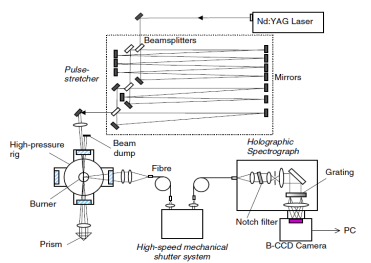 Nd:YAG Laser
Beamsplitters
Pulse-
stretcher
Mirrors
Holographic
Spectrograph
High-pressure
rig
Beam
dump
Fibre
Grating
Burner
Notch filter
Prism
High-speed mechanical
shutter system
B-CCD Camera
PC